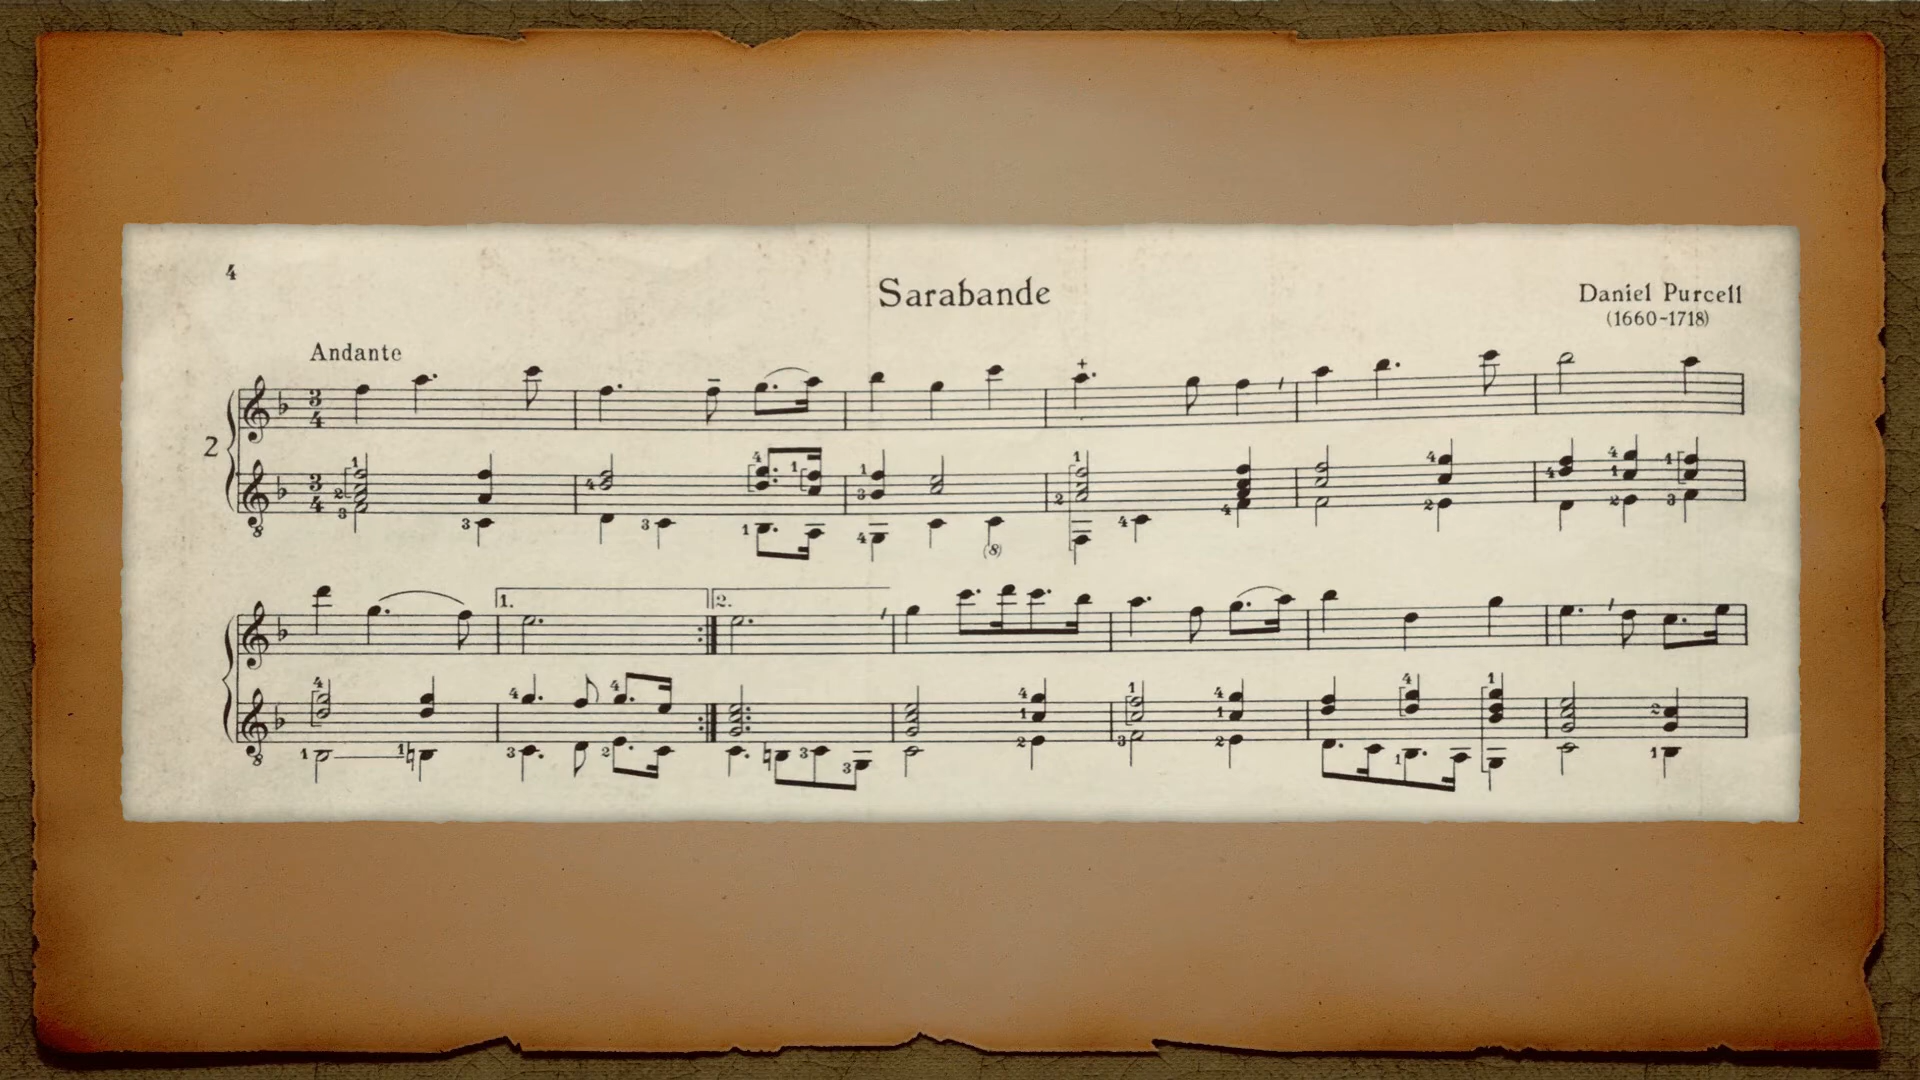 4
Sarabande
Daniel Purcell
(1660-1718)
Andante
2
1.
2.